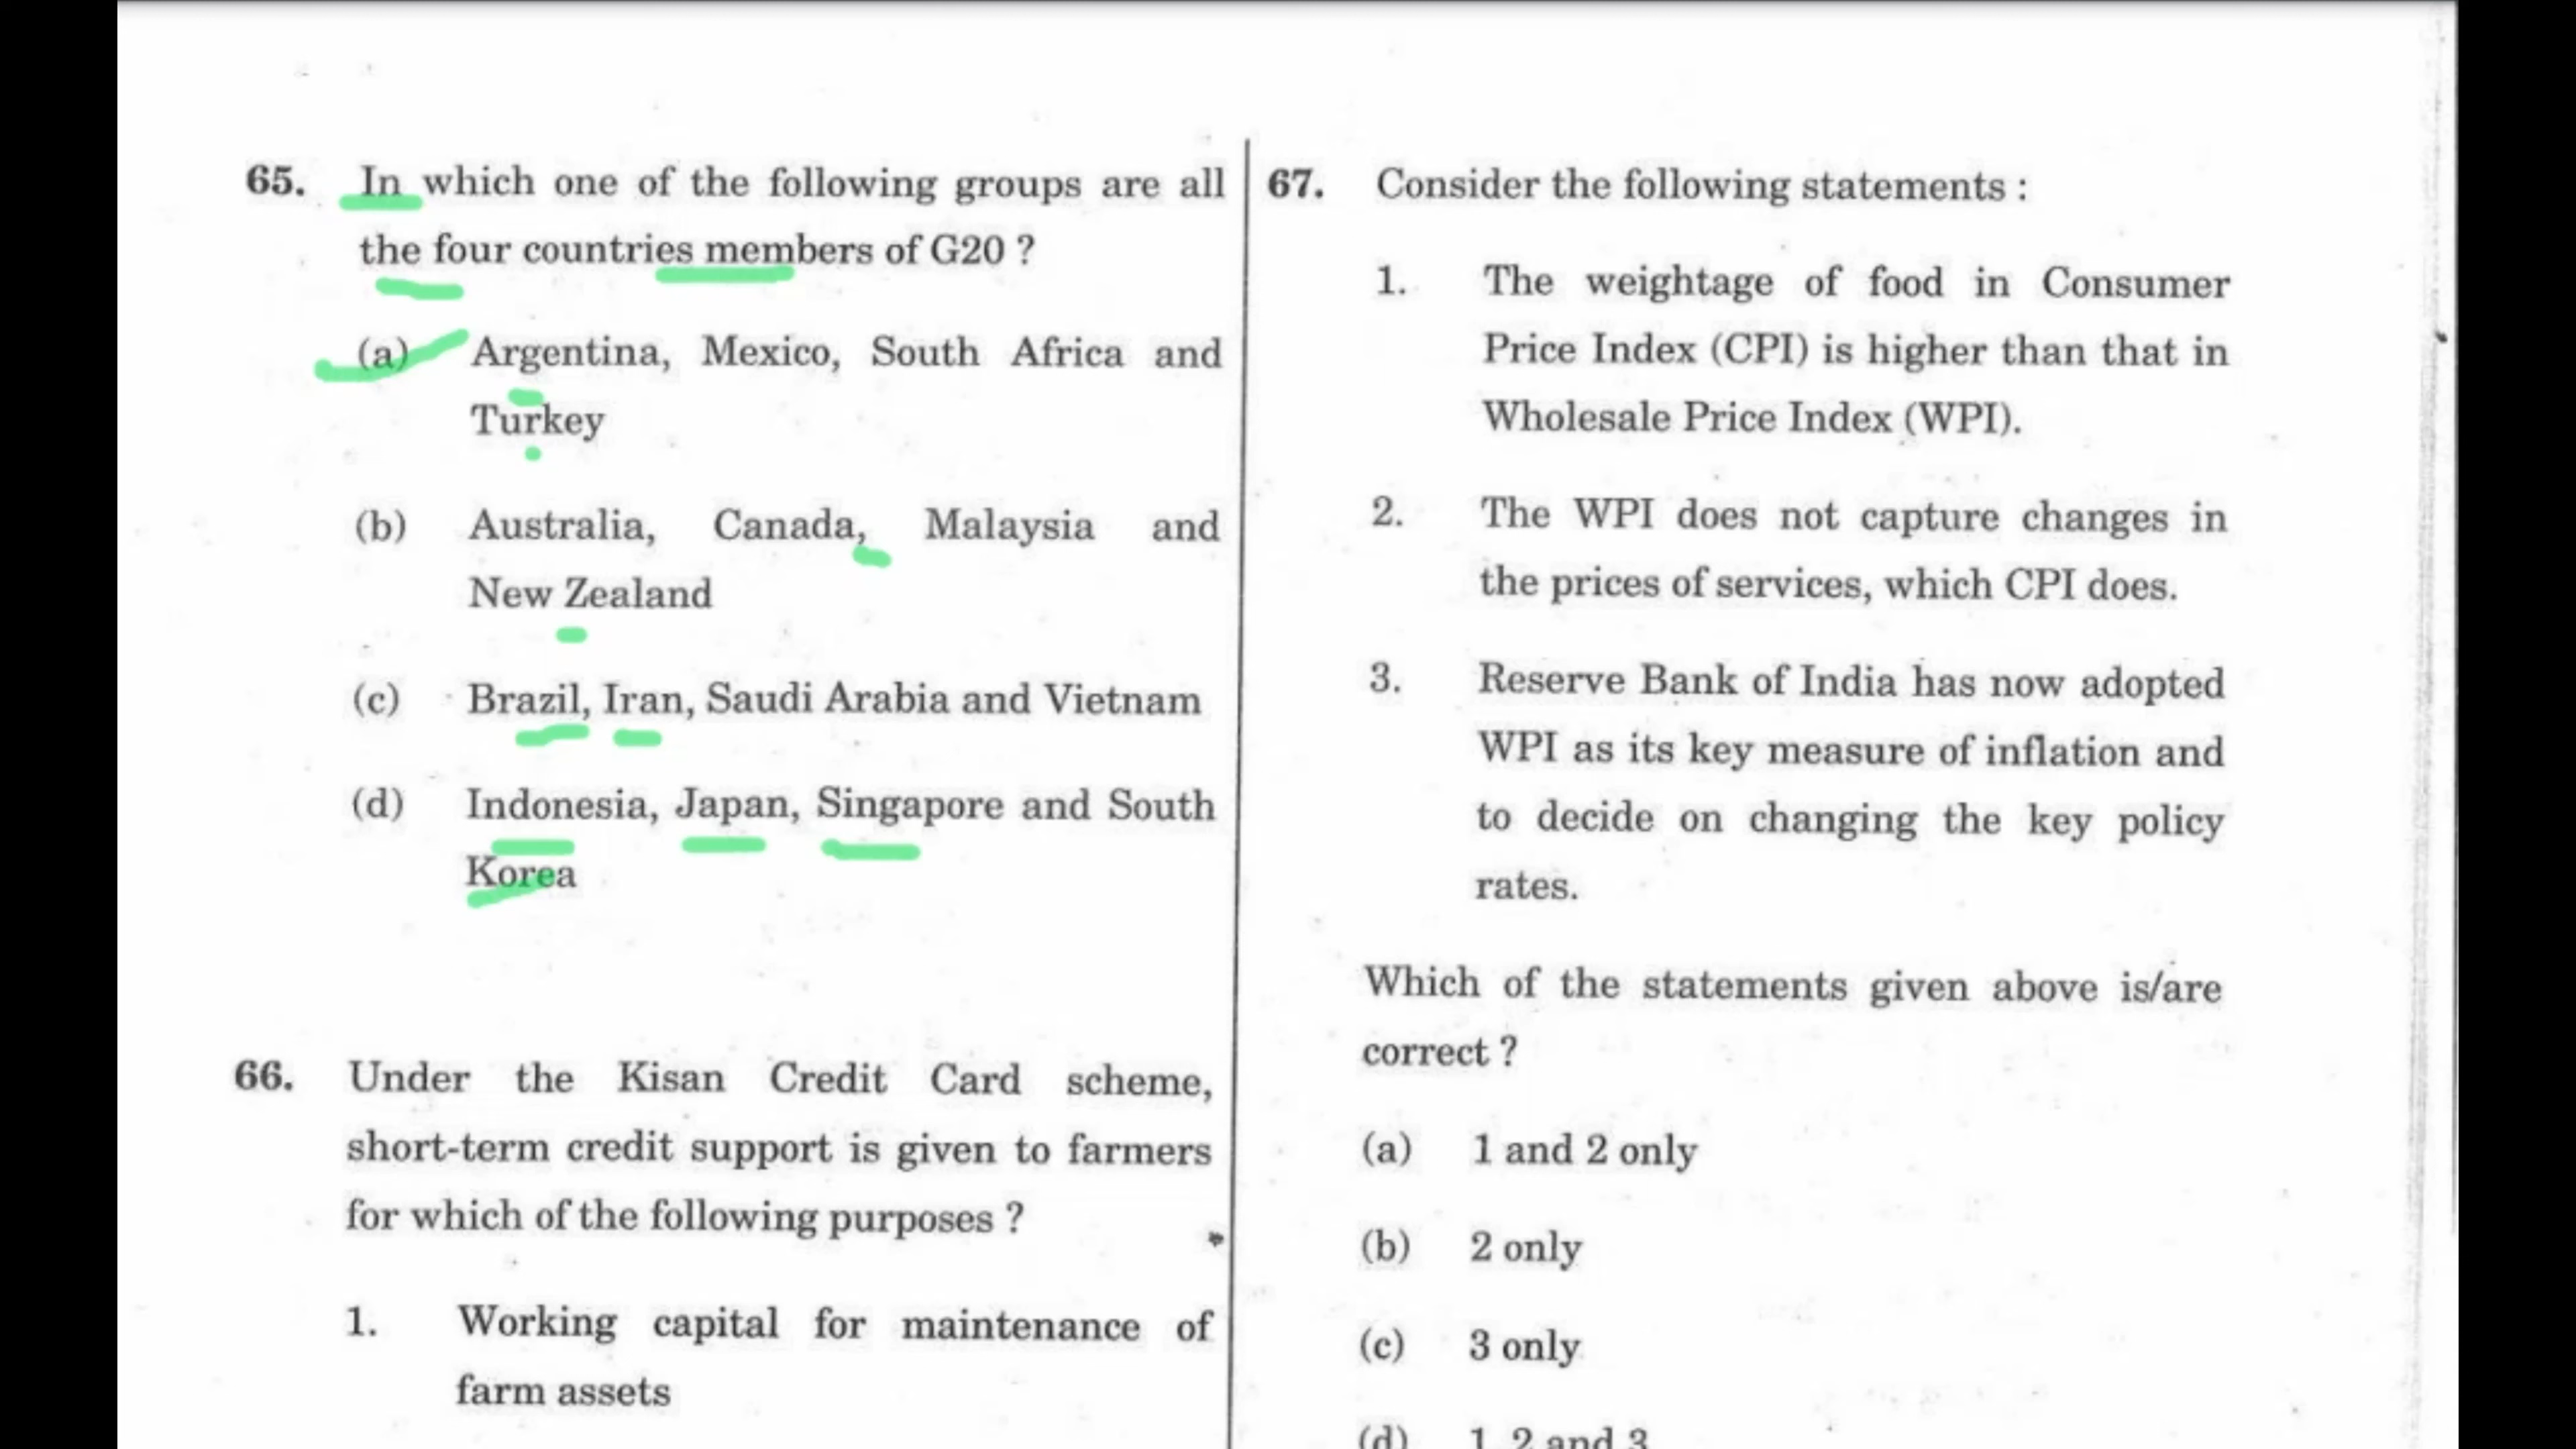 65. In which one of the following groups are all
the four countries members of G20 ?
(a) Argentina, Mexico, South Africa and
Turkey
(b) Australia, Canada, Malaysia and
New Zealand
(c) Brazil, Iran, Saudi Arabia and Vietnam
(d) Indonesia, Japan, Singapore and South
Korea
66. Under the Kisan Credit Card scheme,
short-term credit support is given to farmers
for which of the following purposes ?
1. Working capital for maintenance of
farm assets
67. Consider the following statements :
1. The weightage of food in Consumer
Price Index (CPI) is higher than that in
Wholesale Price Index (WPI).
2. The WPI does not capture changes in
the prices of services, which CPI does.
3. Reserve Bank of India has now adopted
WPI as its key measure of inflation and
to decide on changing the key policy
rates.
Which of the statements given above is/are
correct ?
(a) 1 and 2 only
(b) 2 only
(c) 3 only
(d) 1, 2 and 3